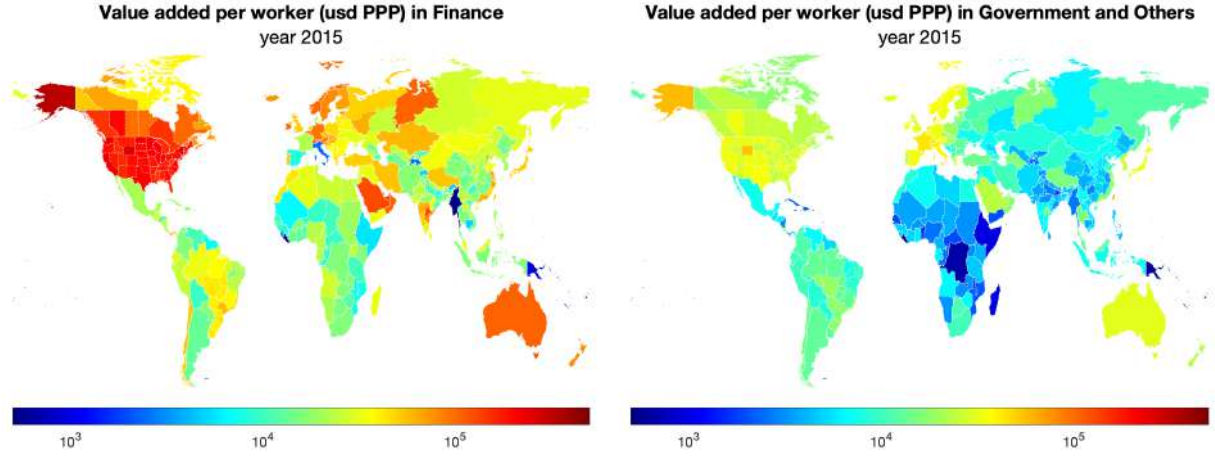 Value added per worker (usd PPP) in Finance
year 2015
10³
10⁴
10⁵
Value added per worker (usd PPP) in Government and Others
year 2015
10³
10⁴
10⁵